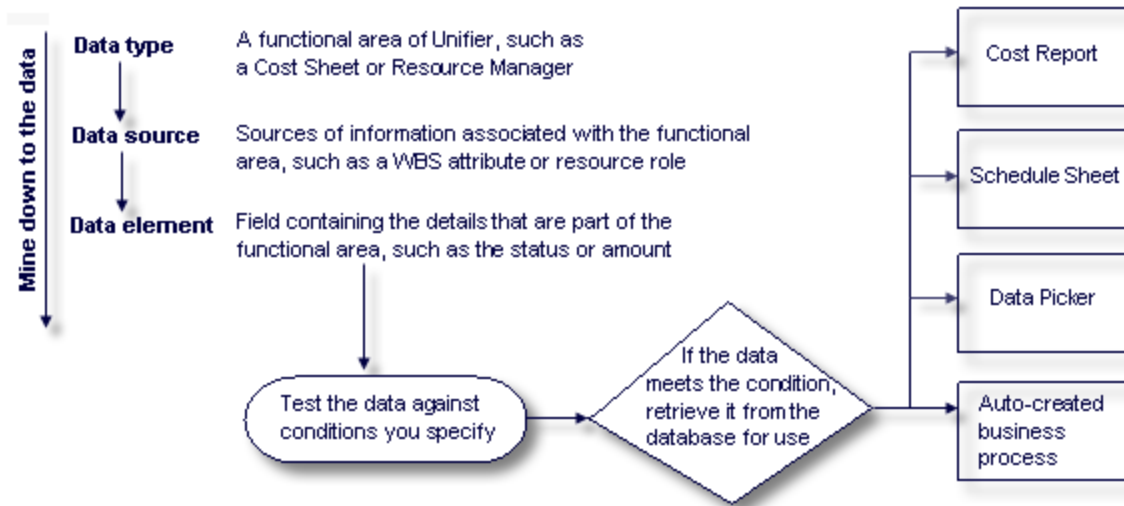 Mine down to the data
Data type
A functional area of Unifier, such as
a Cost Sheet or Resource Manager
Data source
Sources of information associated with the functional
area, such as a WBS attribute or resource role
Data element
Field containing the details that are part of the
functional area, such as the status or amount
Test the data against
conditions you specify
If the data
meets the condition,
retrieve it from the
database for use
Cost Report
Schedule Sheet
Data Picker
Auto-created
business
process